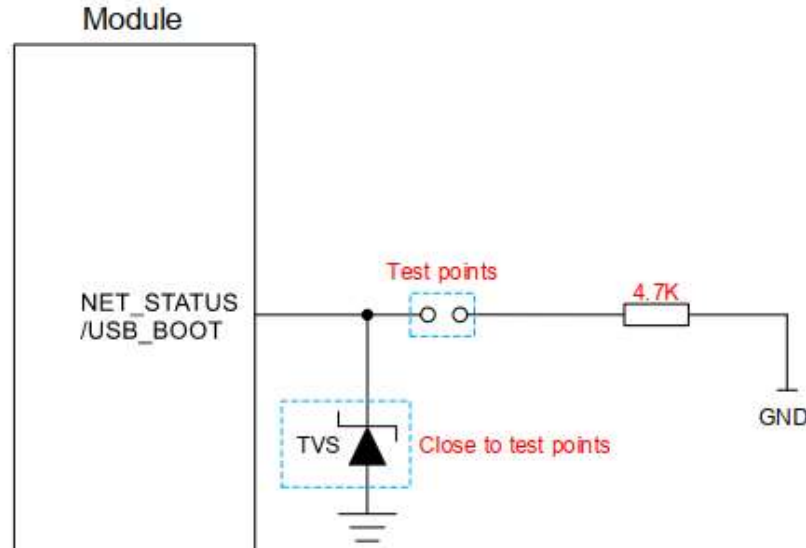 Module
Test points
4.7K
NET_STATUS
/USB_BOOT
GND
TVS
Close to test points